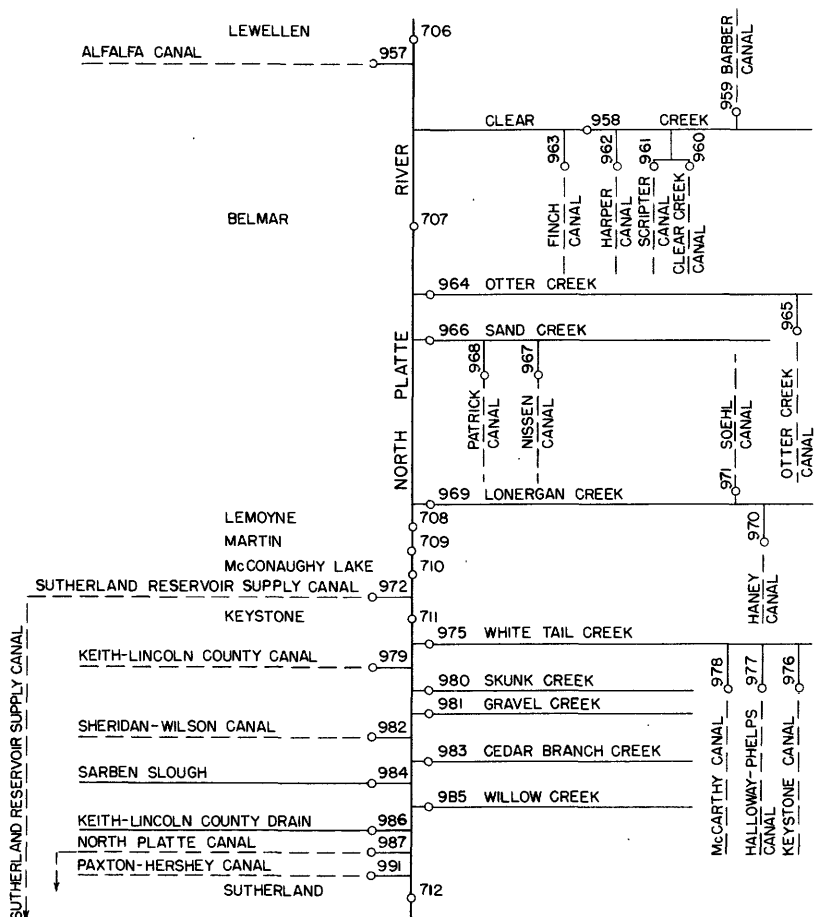 LEWELLEN 706
ALFALFA CANAL 957
959 BARBER
CANAL
CLEAR 958 CREEK
963
FINCH
CANAL
962
HARPER
CANAL
961
SCRIPTER
CANAL
960
CLEAR CREEK
CANAL
NORTH PLATTE RIVER
BELMAR 707
964 OTTER CREEK
965
OTTER CREEK
CANAL
966 SAND CREEK
968
PATRICK
CANAL
967
NISSEN
CANAL
971 SOEHL
CANAL
969 LONERGAN CREEK
970
HANEY
CANAL
LEMOYNE 708
MARTIN 709
McCONAUGHY LAKE 710
SUTHERLAND RESERVOIR SUPPLY CANAL 972
SUTHERLAND RESERVOIR SUPPLY CANAL
KEYSTONE 711
975 WHITE TAIL CREEK
978
McCARTHY CANAL
977
HALLOWAY-PHELPS
CANAL
976
KEYSTONE CANAL
KEITH-LINCOLN COUNTY CANAL 979
980 SKUNK CREEK
981 GRAVEL CREEK
SHERIDAN-WILSON CANAL 982
983 CEDAR BRANCH CREEK
SARBEN SLOUGH 984
9B5 WILLOW CREEK
KEITH-LINCOLN COUNTY DRAIN 986
NORTH PLATTE CANAL 987
PAXTON-HERSHEY CANAL 991
SUTHERLAND 712